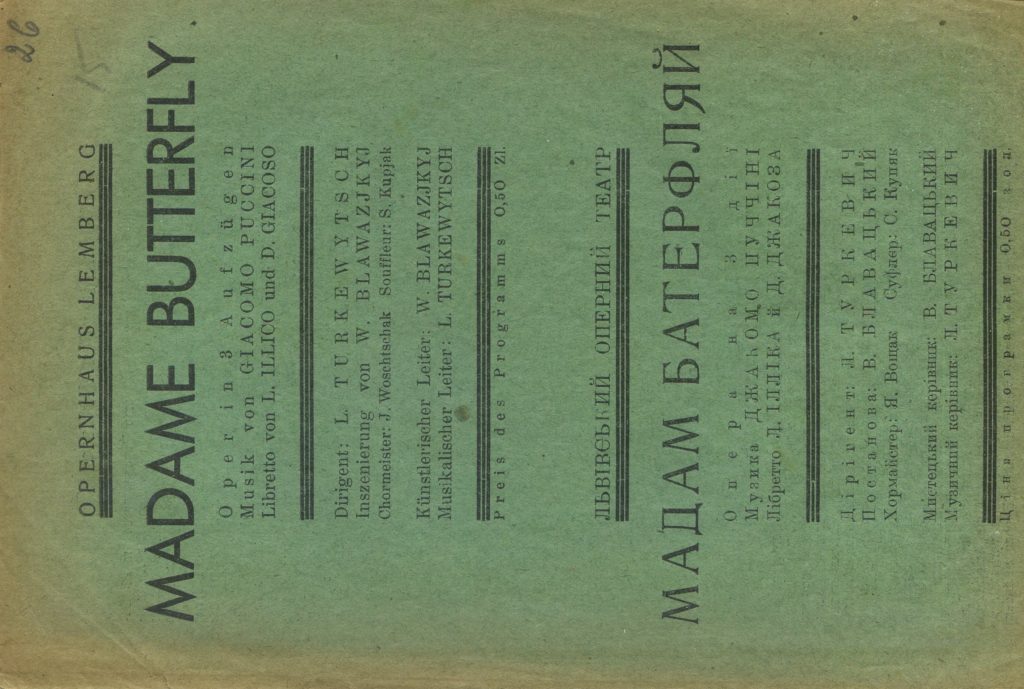 26
15
OPERNHAUS LEMBERG
MADAME BUTTERFLY
Oper in 3 Aufzügen
Musik von GIACOMO PUCCINI
Libretto von L. ILLICO und D. GIACOSO
Dirigent: L. TURKEWYTSCH
Inszenierung von W. BLAWAZJKYJ
Chormeister: J. Woschtschak Souffleur: S. Kupjak
Künstlerischer Leiter: W. BLAWAZJKYJ
Musikalischer Leiter: L. TURKEWYTSCH
Preis des Programms 0,50 Zl.
ЛЬВІВСЬКИЙ ОПЕРНИЙ ТЕАТР
МАДАМ БАТЕРФЛЯЙ
Опера на 3 дії
Музика ДЖАКОМО ПУЧЧІНІ
Лібретто Л. ІЛЛІКА й Д. ДЖАКОЗА
Діріґент: Л. ТУРКЕВИЧ
Постанова: В. БЛАВАЦЬКИЙ
Хормайстер: Я. Вощак Суфлер: С. Купяк
Мистецький керівник: В. БЛАВАЦЬКИЙ
Музичний керівник: Л. ТУРКЕВИЧ
Ціна програмки 0,50 зол.